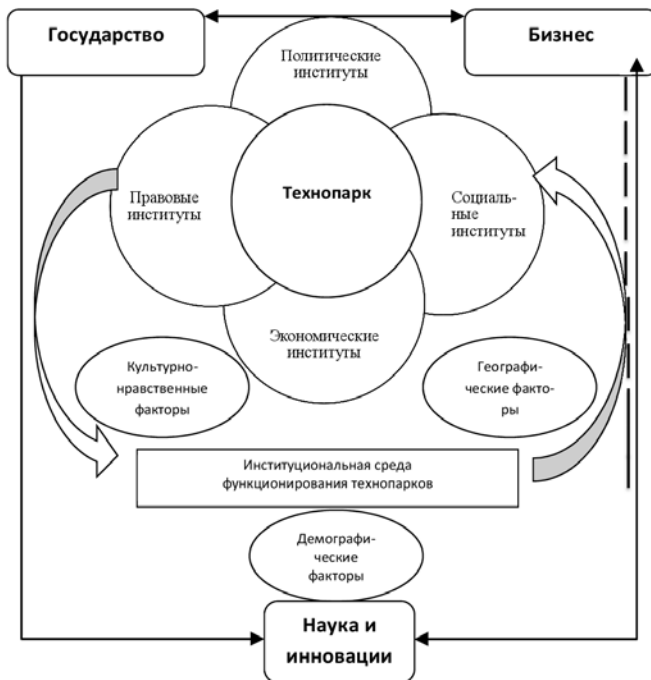 Государство
Бизнес
Политические
институты
Технопарк
Правовые
институты
Социаль-
ные
институты
Экономические
институты
Культурно-
нравственные
факторы
Географи-
ческие факто-
ры
Институциональная среда
функционирования технопарков
Демографи-
ческие
факторы
Наука и
инновации